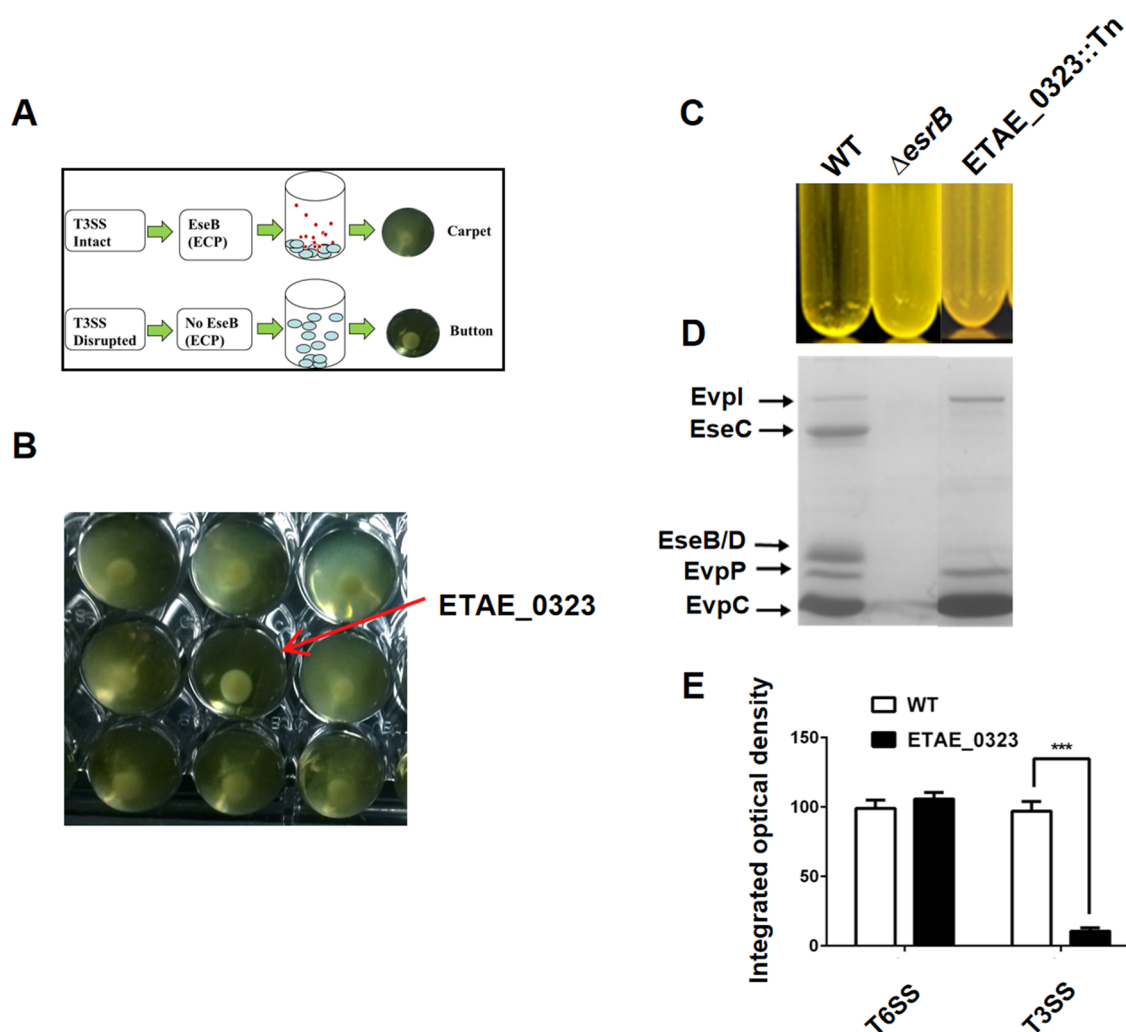 A
T3SS
Intact
EseB
(ECP)
Carpet
T3SS
Disrupted
No EseB
(ECP)
Button
B
ETAE_0323
C
WT
ΔesrB
ETAE_0323::Tn
D
EvpI
EseC
EseB/D
EvpP
EvpC
E
WT
ETAE_0323
***
Integrated optical density
150
100
50
0
T6SS
T3SS